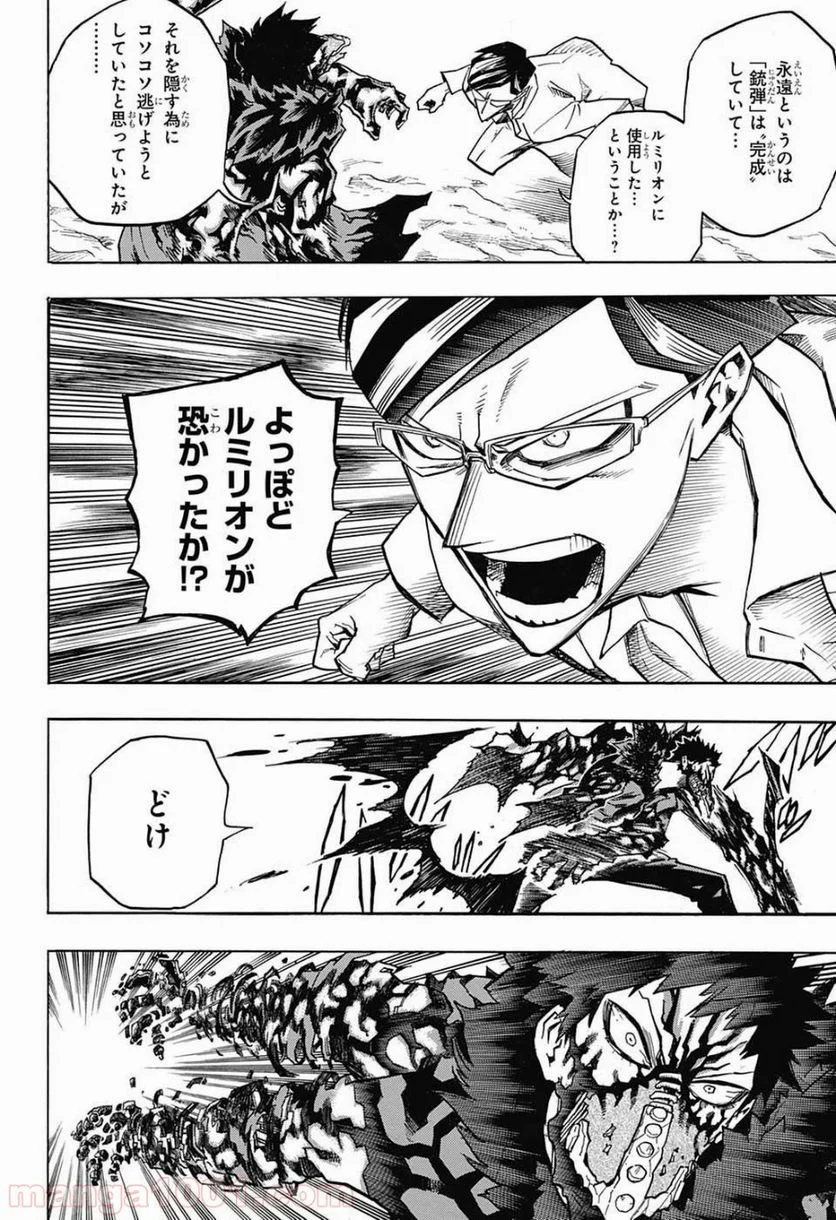 永遠というのは
「銃弾」は〝完成〟
していて…
ルミリオンに
使用した…
ということか…?
それを隠す為に
コソコソ逃げようと
していたと思っていたが
………
よっぽど
ルミリオンが
恐かったか!?
どけ